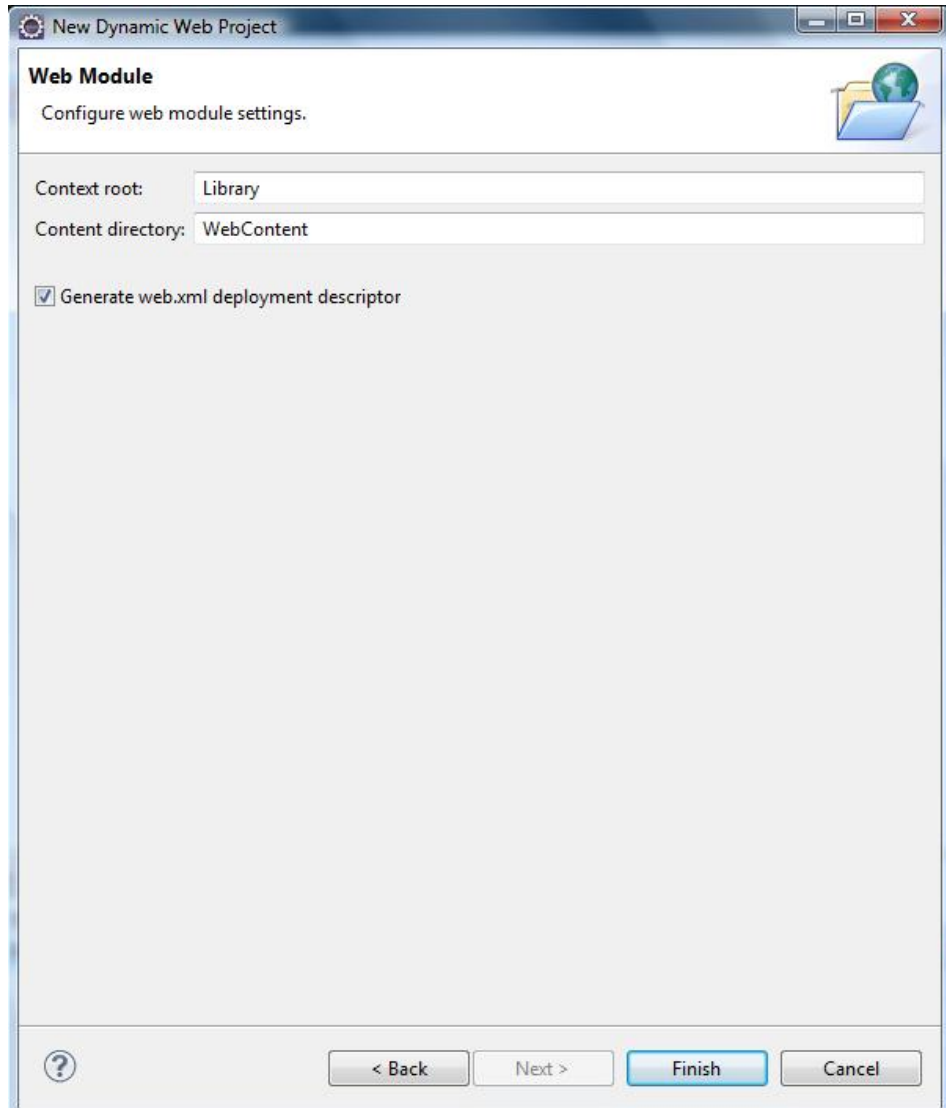 New Dynamic Web Project
Web Module
Configure web module settings.
Context root: Library
Content directory: WebContent
Generate web.xml deployment descriptor
< Back Next > Finish Cancel